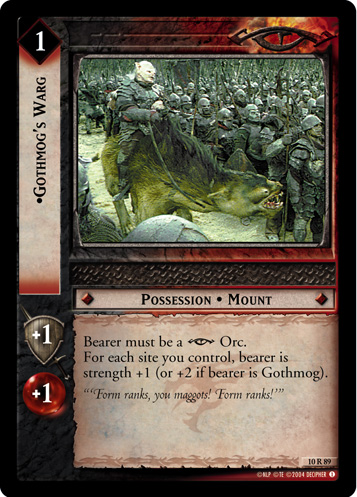 1
•Gothmog's Warg
Possession • Mount
+1
+1
Bearer must be a Orc.
For each site you control, bearer is
strength +1 (or +2 if bearer is Gothmog).
“‘Form ranks, you maggots! Form ranks!’”
10 R 89
©NLP ©TE ©2004 DECIPHER